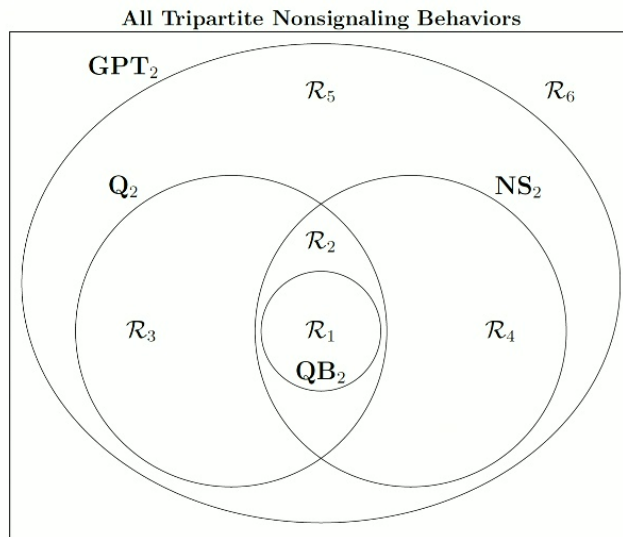 All Tripartite Nonsignaling Behaviors
GPT₂
ℛ₅
ℛ₆
Q₂
NS₂
ℛ₂
ℛ₃
ℛ₁
ℛ₄
QB₂